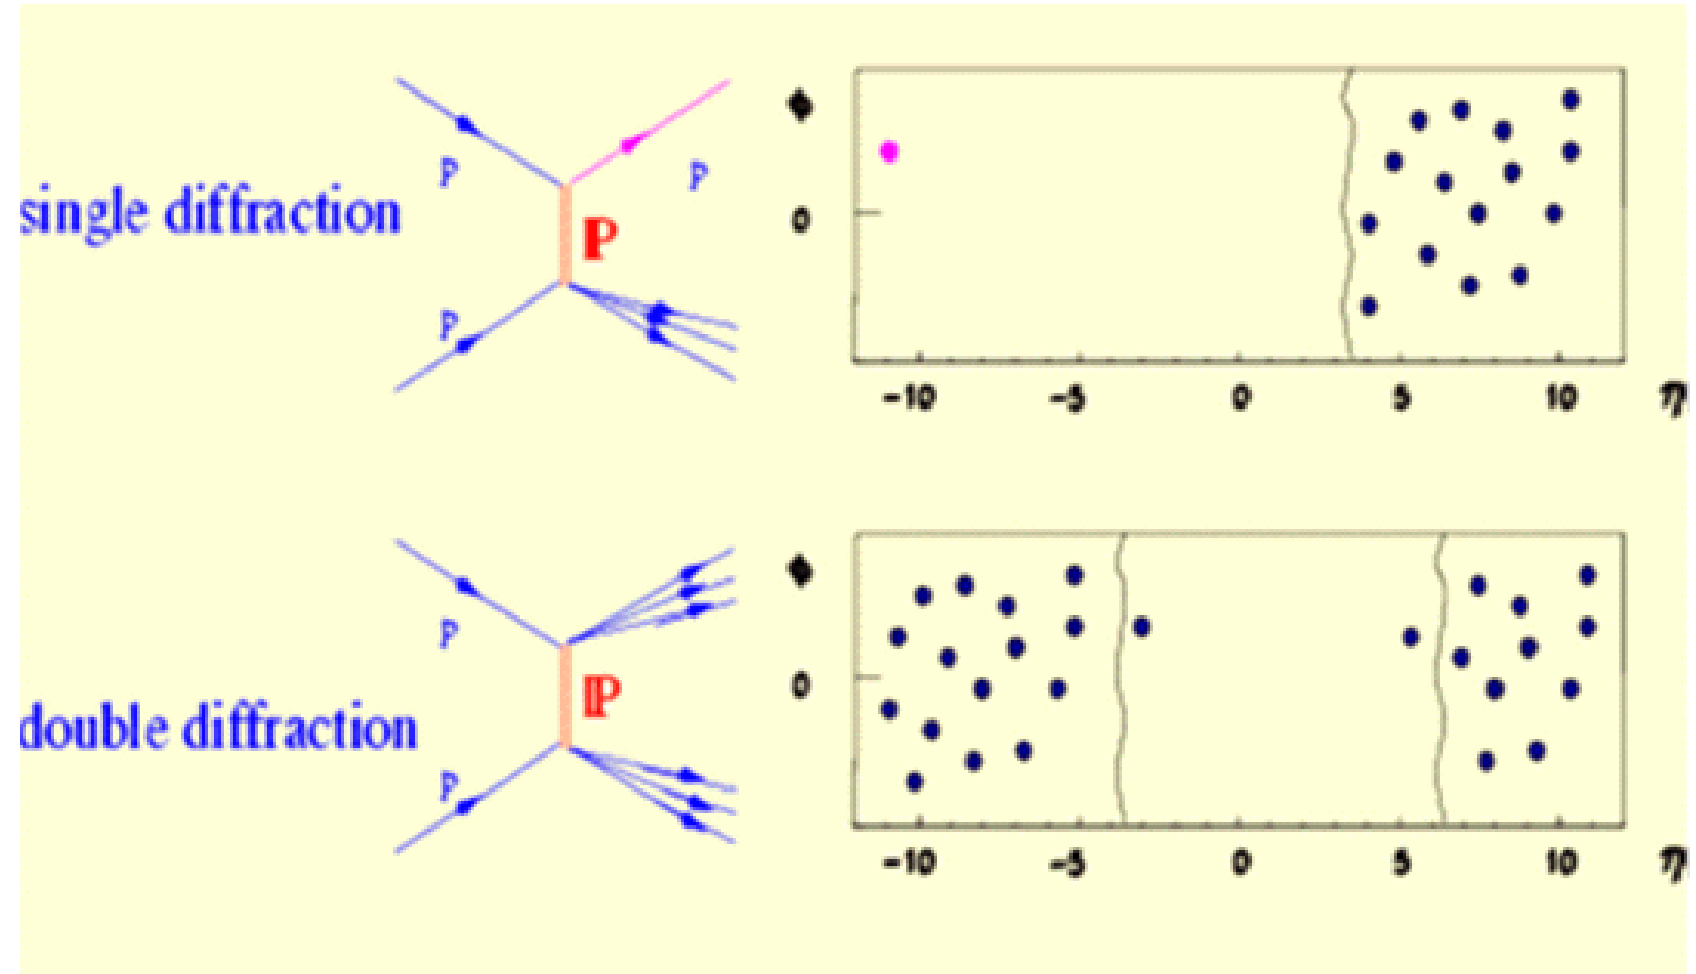 ϕ
P P
single diffraction ℙ 0
P
-10 -5 0 5 10 η
ϕ
P
ℙ 0
double diffraction
P
-10 -5 0 5 10 η